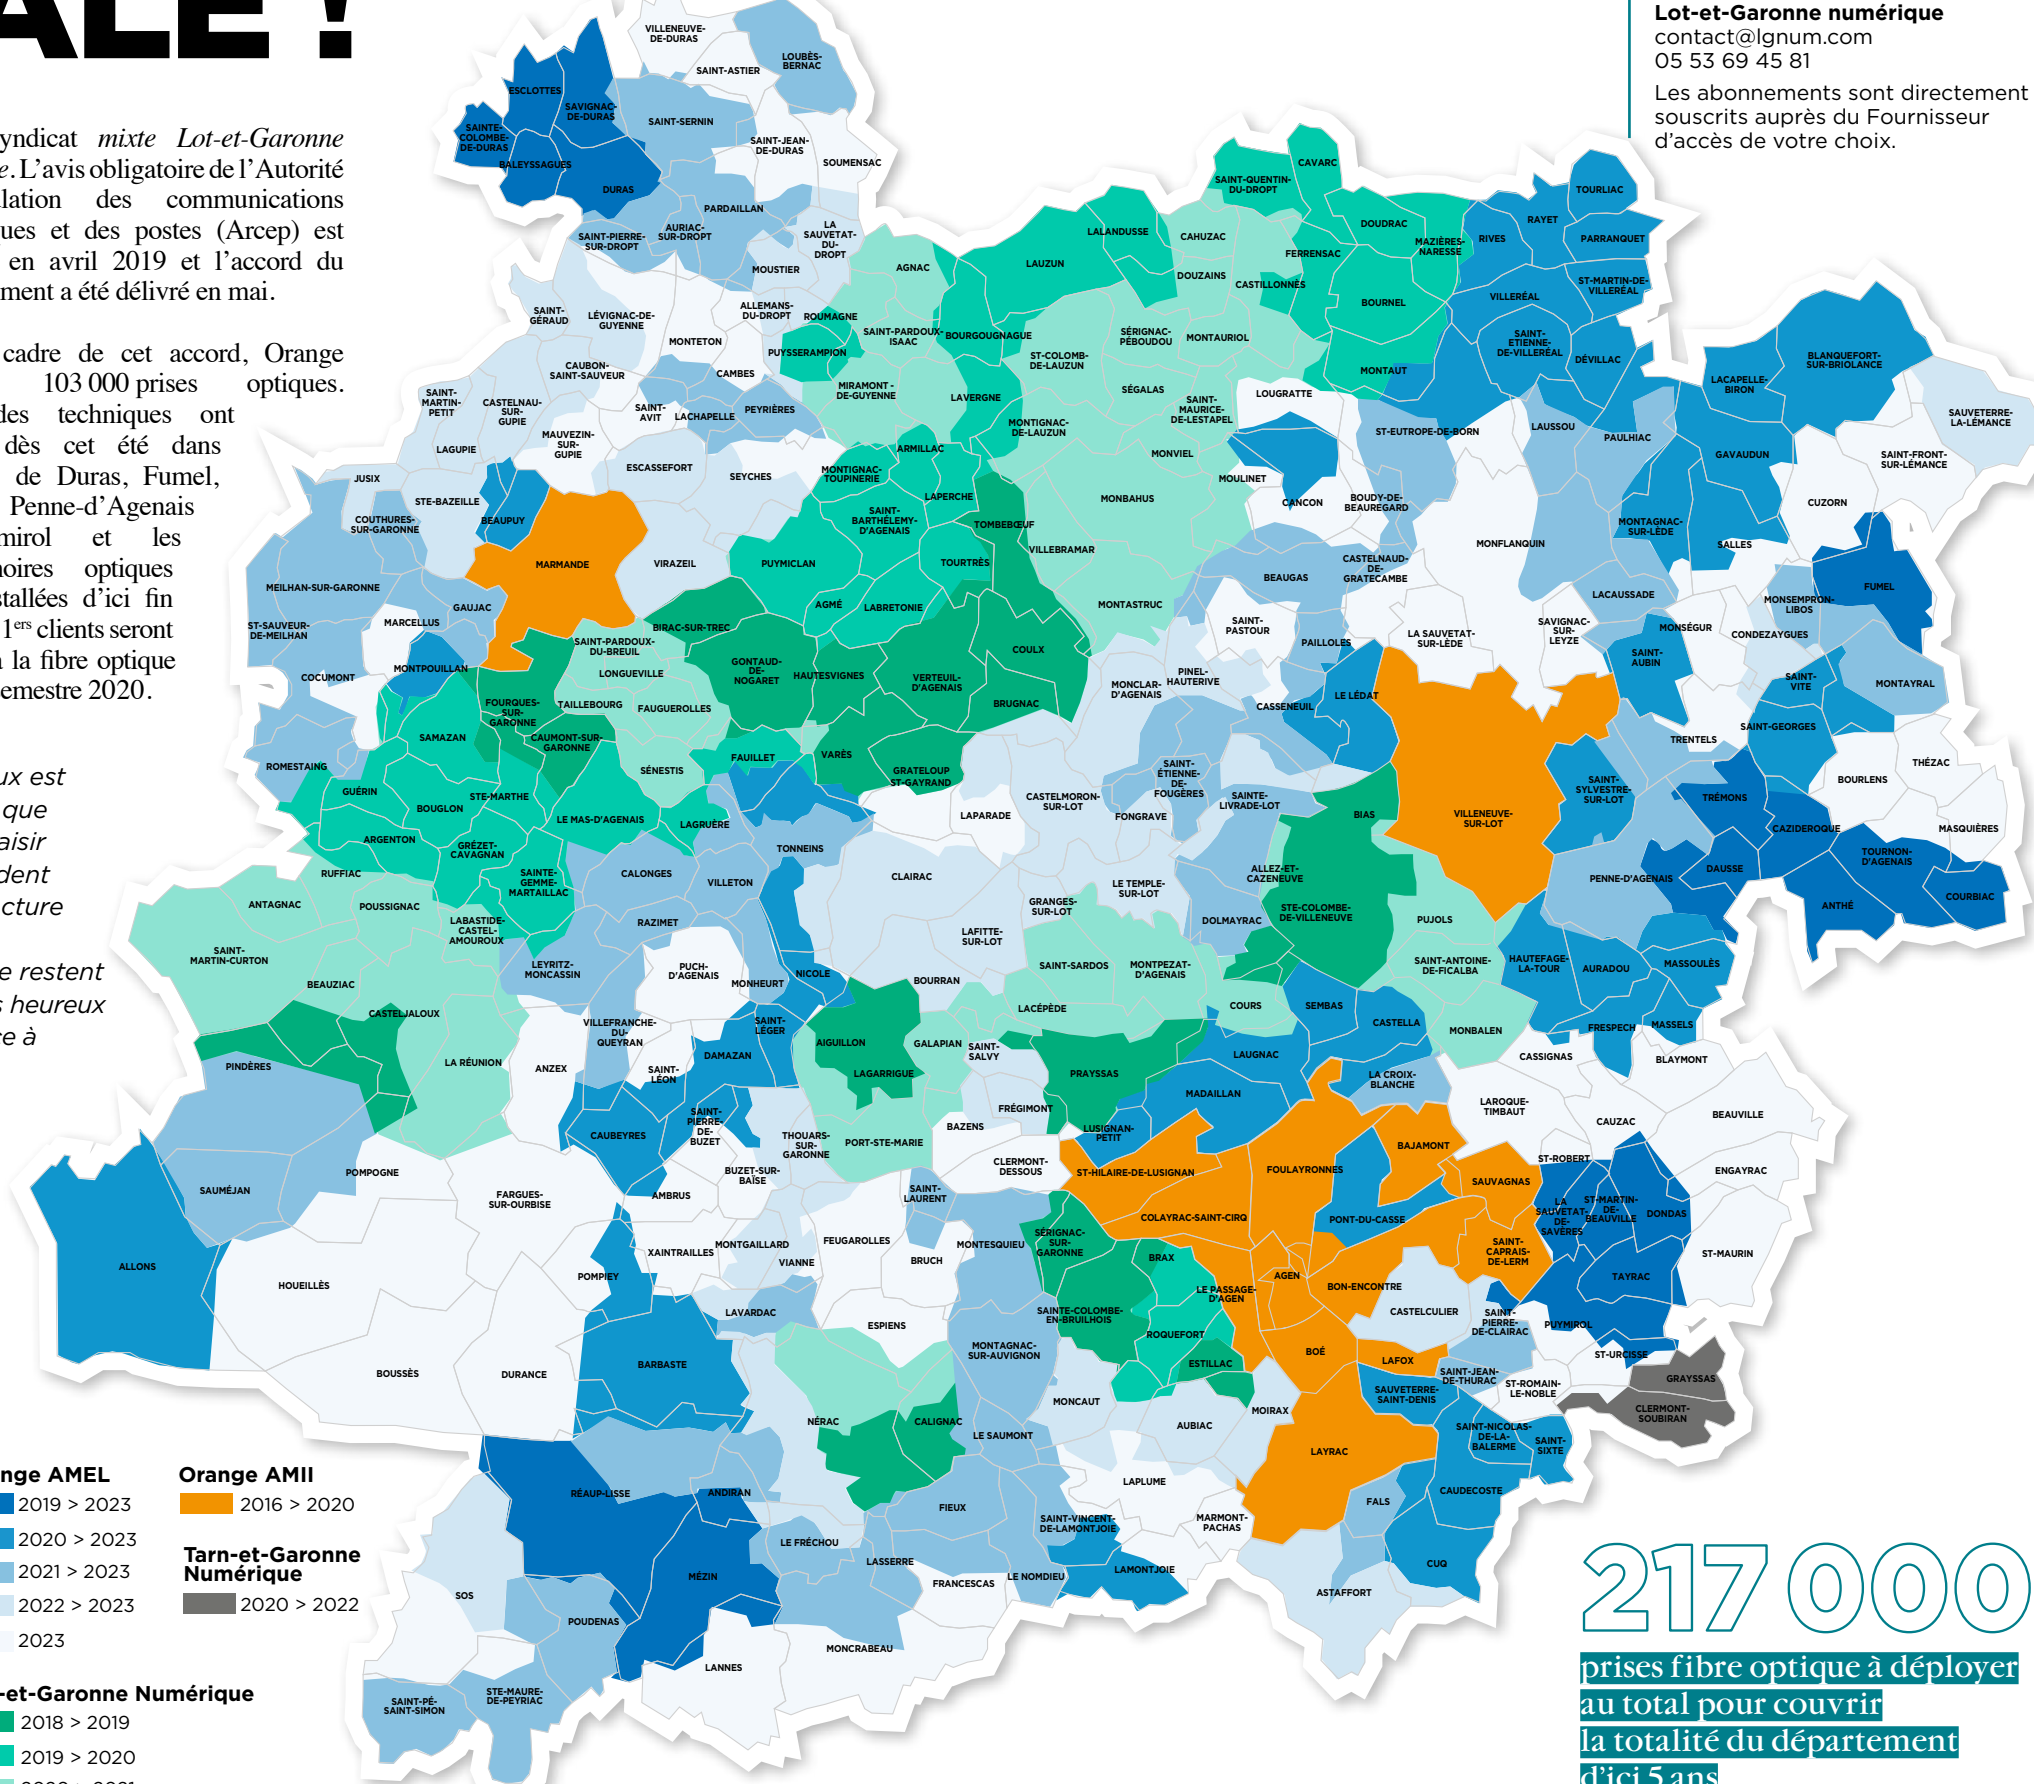 ALE !
Lot-et-Garonne numérique
contact@lgnum.com
05 53 69 45 81
Les abonnements sont directement
souscrits auprès du Fournisseur
d'accès de votre choix.
yndicat mixte Lot-et-Garonne
e. L'avis obligatoire de l'Autorité
lation des communications
ques et des postes (Arcep) est
en avril 2019 et l'accord du
ment a été délivré en mai.
cadre de cet accord, Orange
103 000 prises optiques.
des techniques ont
dès cet été dans
de Duras, Fumel,
Penne-d'Agenais
mirol et les
noires optiques
stallées d'ici fin
1ers clients seront
à la fibre optique
semestre 2020.
ux est
que
aisir
dent
cture
e restent
s heureux
ce à
VILLENEUVE-
DE-DURAS
LOUBÈS-
BERNAC
SAINT-ASTIER
ESCLOTTES
SAVIGNAC-
DE-DURAS
SAINTE-
COLOMBE-
DE-DURAS
SAINT-SERNIN
SAINT-JEAN-
DE-DURAS
SOUMENSAC
BALEYSSAGUES
DURAS
PARDAILLAN
SAINT-PIERRE-
SUR-DROPT
AURIAC-
SUR-DROPT
LA
SAUVETAT-
DU-
DROPT
MOUSTIER
AGNAC
SAINT-
GÉRAUD
LÉVIGNAC-DE-
GUYENNE
ALLEMANS-
DU-DROPT
ROUMAGNE
MONTETON
PUYSSERAMPION
SAINT-PARDOUX-
ISAAC
BOURGOUGNAGUE
CAUBON-
SAINT-SAUVEUR
CAMBES
MIRAMONT -
DE-GUYENNE
LAVERGNE
SAINT-
MARTIN-
PETIT
CASTELNAU-
SUR-
GUPIE
SAINT-
AVIT
LACHAPELLE
PEYRIÈRES
MAUVEZIN-
SUR-
GUPIE
LAGUPIE
ESCASSEFORT
SEYCHES
ARMILLAC
MONTIGNAC-
TOUPINERIE
LAPERCHE
JUSIX
STE-BAZEILLE
COUTHURES-
SUR-GARONNE
BEAUPUY
SAINT-
BARTHÉLEMY-
D'AGENAIS
TOMBEBŒUF
MARMANDE
VIRAZEIL
PUYMICLAN
TOURTRÈS
VILLEBRAMAR
AGMÉ
LABRETONIE
CAVARC
SAINT-QUENTIN-
DU-DROPT
LALANDUSSE
CAHUZAC
DOUDRAC
MAZIÈRES-
NARESSE
FERRENSAC
LAUZUN
DOUZAINS
CASTILLONNÈS
BOURNEL
SÉRIGNAC-
PÉBOUDOU
MONTAURIOL
ST-COLOMB-
DE-LAUZUN
MONTAUT
SÉGALAS
SAINT-
MAURICE-
DE-LESTAPEL
LOUGRATTE
MONTIGNAC-
DE-LAUZUN
MONVIEL
MONBAHUS
MOULINET
CANCON
BOUDY-DE-
BEAUREGARD
MONTASTRUC
TOURLIAC
RAYET
RIVES
PARRANQUET
ST-MARTIN-DE-
VILLERÉAL
VILLERÉAL
SAINT-
ETIENNE-
DE-VILLERÉAL
DÉVILLAC
ST-EUTROPE-DE-BORN
LAUSSOU
PAULHIAC
LACAPELLE-
BIRON
BLANQUEFORT-
SUR-BRIOLANCE
SAUVETERRE-
LA-LÉMANCE
GAVAUDUN
SAINT-FRONT-
SUR-LÉMANCE
CUZORN
MONTAGNAC-
SUR-LÈDE
SALLES
MONFLANQUIN
FUMEL
CASTELNAUD-
DE-
GRATECAMBE
BEAUGAS
LACAUSSADE
MONSEMPRON-
LIBOS
MONSÉGUR
CONDEZAYGUES
SAINT-
PASTOUR
PAILLOLES
LA SAUVETAT-
SUR-LÈDE
SAVIGNAC-
SUR-
LEYZE
SAINT-
AUBIN
SAINT-
VITE
MONTAYRAL
SAINT-GEORGES
TRENTELS
MEILHAN-SUR-GARONNE
GAUJAC
MARCELLUS
ST-SAUVEUR-
DE-MEILHAN
MONTPOUILLAN
COCUMONT
BIRAC-SUR-TREC
SAINT-PARDOUX-
DU-BREUIL
LONGUEVILLE
GONTAUD-
DE-
NOGARET
HAUTESVIGNES
VERTEUIL-
D'AGENAIS
COULX
BRUGNAC
FOURQUES-
SUR-
GARONNE
TAILLEBOURG
FAUGUEROLLES
SAMAZAN
CAUMONT-SUR-
GARONNE
FAUILLET
VARÈS
GRATELOUP
ST-GAYRAND
SÉNESTIS
ROMESTAING
GUÉRIN
BOUGLON
STE-MARTHE
LE MAS-D'AGENAIS
LAGRUÈRE
ARGENTON
GRÉZET-
CAVAGNAN
RUFFIAC
SAINTE-
GEMME-
MARTAILLAC
CALONGES
VILLETON
TONNEINS
MONCLAR-
D'AGENAIS
PINEL-
HAUTERIVE
CASSENEUIL
LE LÉDAT
SAINT-
ÉTIENNE-
DE-
FOUGÈRES
SAINTE-
LIVRADE-LOT
CASTELMORON-
SUR-LOT
FONGRAVE
LAPARADE
BIAS
VILLENEUVE-
SUR-LOT
SAINT-
SYLVESTRE-
SUR-LOT
TRÉMONS
BOURLENS
THÉZAC
CAZIDEROQUE
MASQUIÈRES
TOURNON-
D'AGENAIS
DAUSSE
PENNE-D'AGENAIS
ANTHÉ
COURBIAC
CLAIRAC
ALLEZ-ET-
CAZENEUVE
LE TEMPLE-
SUR-LOT
GRANGES-
SUR-LOT
STE-COLOMBE-
DE-VILLENEUVE
DOLMAYRAC
PUJOLS
ANTAGNAC
POUSSIGNAC
LABASTIDE-
CASTEL-
AMOUROUX
RAZIMET
LAFITTE-
SUR-LOT
SAINT-
MARTIN-CURTON
LEYRITZ-
MONCASSIN
PUCH-
D'AGENAIS
NICOLE
MONHEURT
BOURRAN
SAINT-SARDOS
MONTPEZAT-
D'AGENAIS
SAINT-ANTOINE-
DE-FICALBA
HAUTEFAGE-
LA-TOUR
AURADOU
MASSOULÈS
BEAUZIAC
CASTELJALOUX
LACÉPÈDE
COURS
SEMBAS
CASTELLA
MONBALEN
FRESPECH
MASSELS
VILLEFRANCHE-
DU-
QUEYRAN
SAINT-
LÉGER
DAMAZAN
AIGUILLON
GALAPIAN
SAINT-
SALVY
PINDÈRES
LA RÉUNION
ANZEX
SAINT-
LÉON
LAGARRIGUE
PRAYSSAS
LAUGNAC
MADAILLAN
LA CROIX-
BLANCHE
CASSIGNAS
BLAYMONT
LAROQUE-
TIMBAUT
CAUZAC
BEAUVILLE
CAUBEYRES
SAINT-
PIERRE-
DE-
BUZET
THOUARS-
SUR-
GARONNE
PORT-STE-MARIE
FRÉGIMONT
BAZENS
LUSIGNAN-
PETIT
CLERMONT-
DESSOUS
ST-HILAIRE-DE-LUSIGNAN
FOULAYRONNES
BAJAMONT
ST-ROBERT
ENGAYRAC
SAUMÉJAN
POMPOGNE
FARGUES-
SUR-OURBISE
AMBRUS
BUZET-SUR-
BAÏSE
SAINT-
LAURENT
SAUVAGNAS
LA
SAUVETAT-
DE-
SAVÈRES
ST-MARTIN-
DE-
BEAUVILLE
DONDAS
COLAYRAC-SAINT-CIRQ
PONT-DU-CASSE
SÉRIGNAC-
SUR-
GARONNE
BRAX
SAINT-
CAPRAIS-
DE-LERM
ST-MAURIN
ALLONS
HOUEILLÈS
POMPIEY
XAINTRAILLES
MONTGAILLARD
VIANNE
FEUGAROLLES
BRUCH
MONTESQUIEU
AGEN
BON-ENCONTRE
LE PASSAGE-
D'AGEN
TAYRAC
LAVARDAC
ESPIENS
SAINTE-COLOMBE-
EN-BRUILHOIS
CASTELCULIER
SAINT-
PIERRE-
DE-CLAIRAC
PUYMIROL
ROQUEFORT
BOÉ
LAFOX
ESTILLAC
ST-URCISSE
BOUSSÈS
DURANCE
BARBASTE
MONTAGNAC-
SUR-AUVIGNON
SAINT-JEAN-
DE-THURAC
ST-ROMAIN-
LE-NOBLE
GRAYSSAS
CLERMONT-
SOUBIRAN
SAUVETERRE-
SAINT-DENIS
MONCAUT
MOIRAX
AUBIAC
NÉRAC
CALIGNAC
LE SAUMONT
LAYRAC
SAINT-NICOLAS-
DE-LA-
BALERME
SAINT-
SIXTE
LAPLUME
CAUDECOSTE
RÉAUP-LISSE
ANDIRAN
FIEUX
SAINT-VINCENT-
DE-LAMONTJOIE
MARMONT-
PACHAS
FALS
LE FRÉCHOU
LASSERRE
CUQ
SOS
MÉZIN
FRANCESCAS
LE NOMDIEU
LAMONTJOIE
ASTAFFORT
POUDENAS
MONCRABEAU
LANNES
SAINT-PÉ-
SAINT-SIMON
STE-MAURE-
DE-PEYRIAC
nge AMEL
2019 > 2023
2020 > 2023
2021 > 2023
2022 > 2023
2023
Orange AMII
2016 > 2020
Tarn-et-Garonne
Numérique
2020 > 2022
-et-Garonne Numérique
2018 > 2019
2019 > 2020
217 000
prises fibre optique à déployer
au total pour couvrir
la totalité du département
d'ici 5 ans